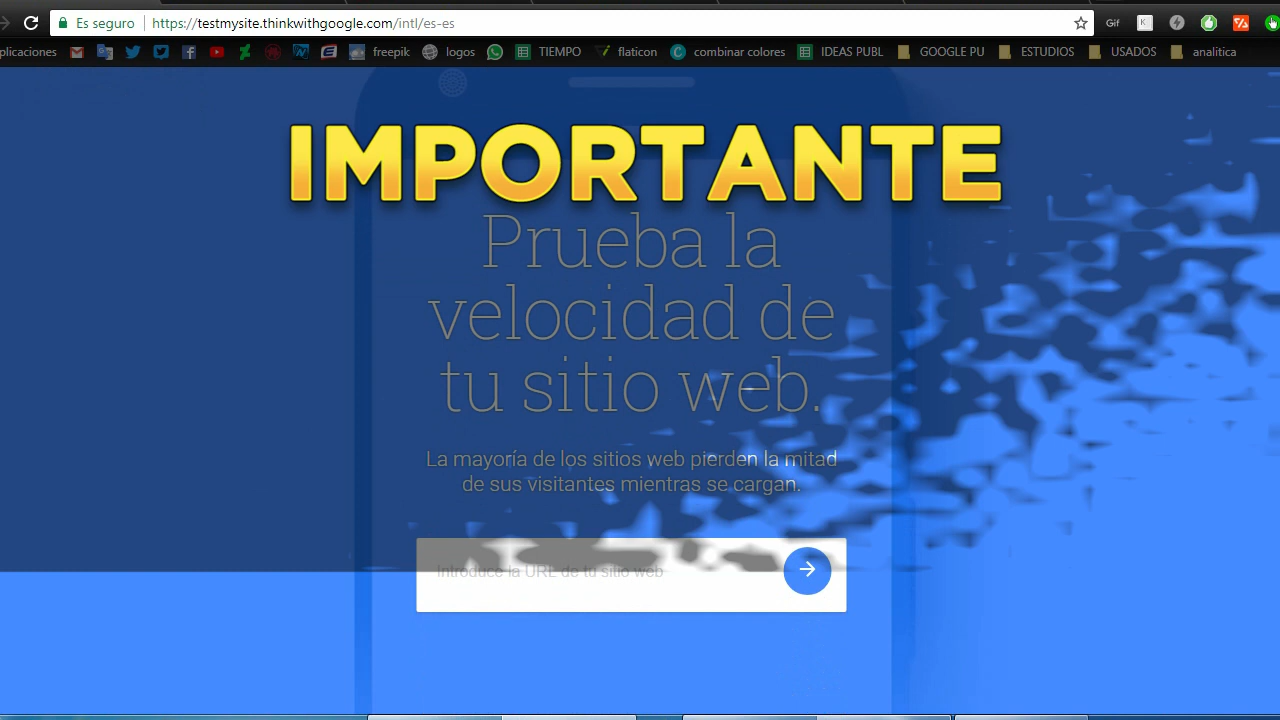 Es seguro
https://testmysite.thinkwithgoogle.com/intl/es-es
Gif
plicaciones
freepik
logos
TIEMPO
flaticon
combinar colores
IDEAS PUBL
GOOGLE PU
ESTUDIOS
USADOS
analítica
IMPORTANTE
Prueba la
velocidad de
tu sitio web.
La mayoría de los sitios web pierden la mitad
de sus visitantes mientras se cargan.
Introduce la URL de tu sitio web